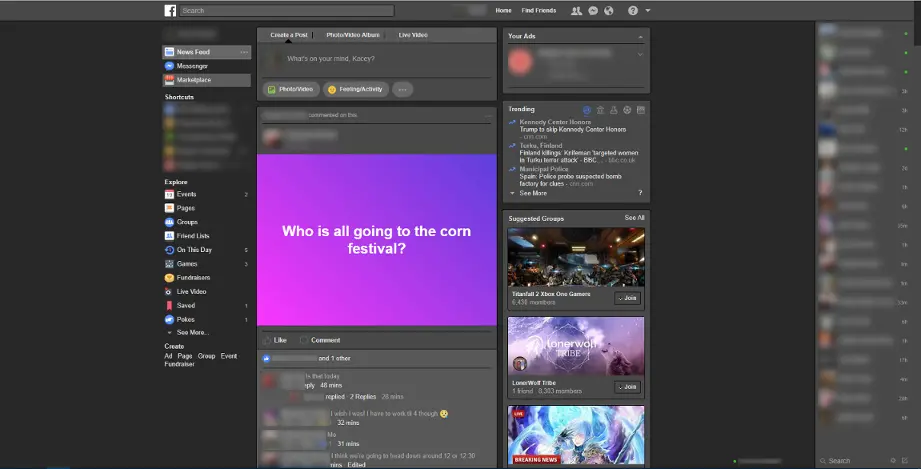 f
Search
Home
Find Friends
News Feed
Messenger
Marketplace
Shortcuts
Explore
Events 2
Pages
Groups
Friend Lists
On This Day 5
Games 3
Fundraisers
Live Video
Saved 1
Pokes 1
See More...
Create
Ad Page Group Event
Fundraiser
Create a Post
Photo/Video Album
Live Video
What's on your mind, Kacey?
Photo/Video
Feeling/Activity
commented on this.
Who is all going to the corn
festival?
Like
Comment
and 1 other
is that today
eply · 48 mins
replied · 2 Replies · 26 mins
I wish i was! I have to work til 4 though
32 mins
Me
31 mins
I think we're going to head down around 12 or 12.30
mins · Edited
Your Ads
Trending
Kennedy Center Honors
Trump to skip Kennedy Center Honors
- cnn.com
Turku, Finland
Finland killings: Knifeman 'targeted women
in Turku terror attack' - BBC... - bbc.co.uk
Municipal Police
Spain: Police probe suspected bomb
factory for clues - cnn.com
See More
?
Suggested Groups
See All
Titanfall 2 Xbox One Gamers
Join
lonerwolf
TRIBE
LonerWolf Tribe
1 friend · 8,303 members
Join
LIVE
BREAKING NEWS
Search